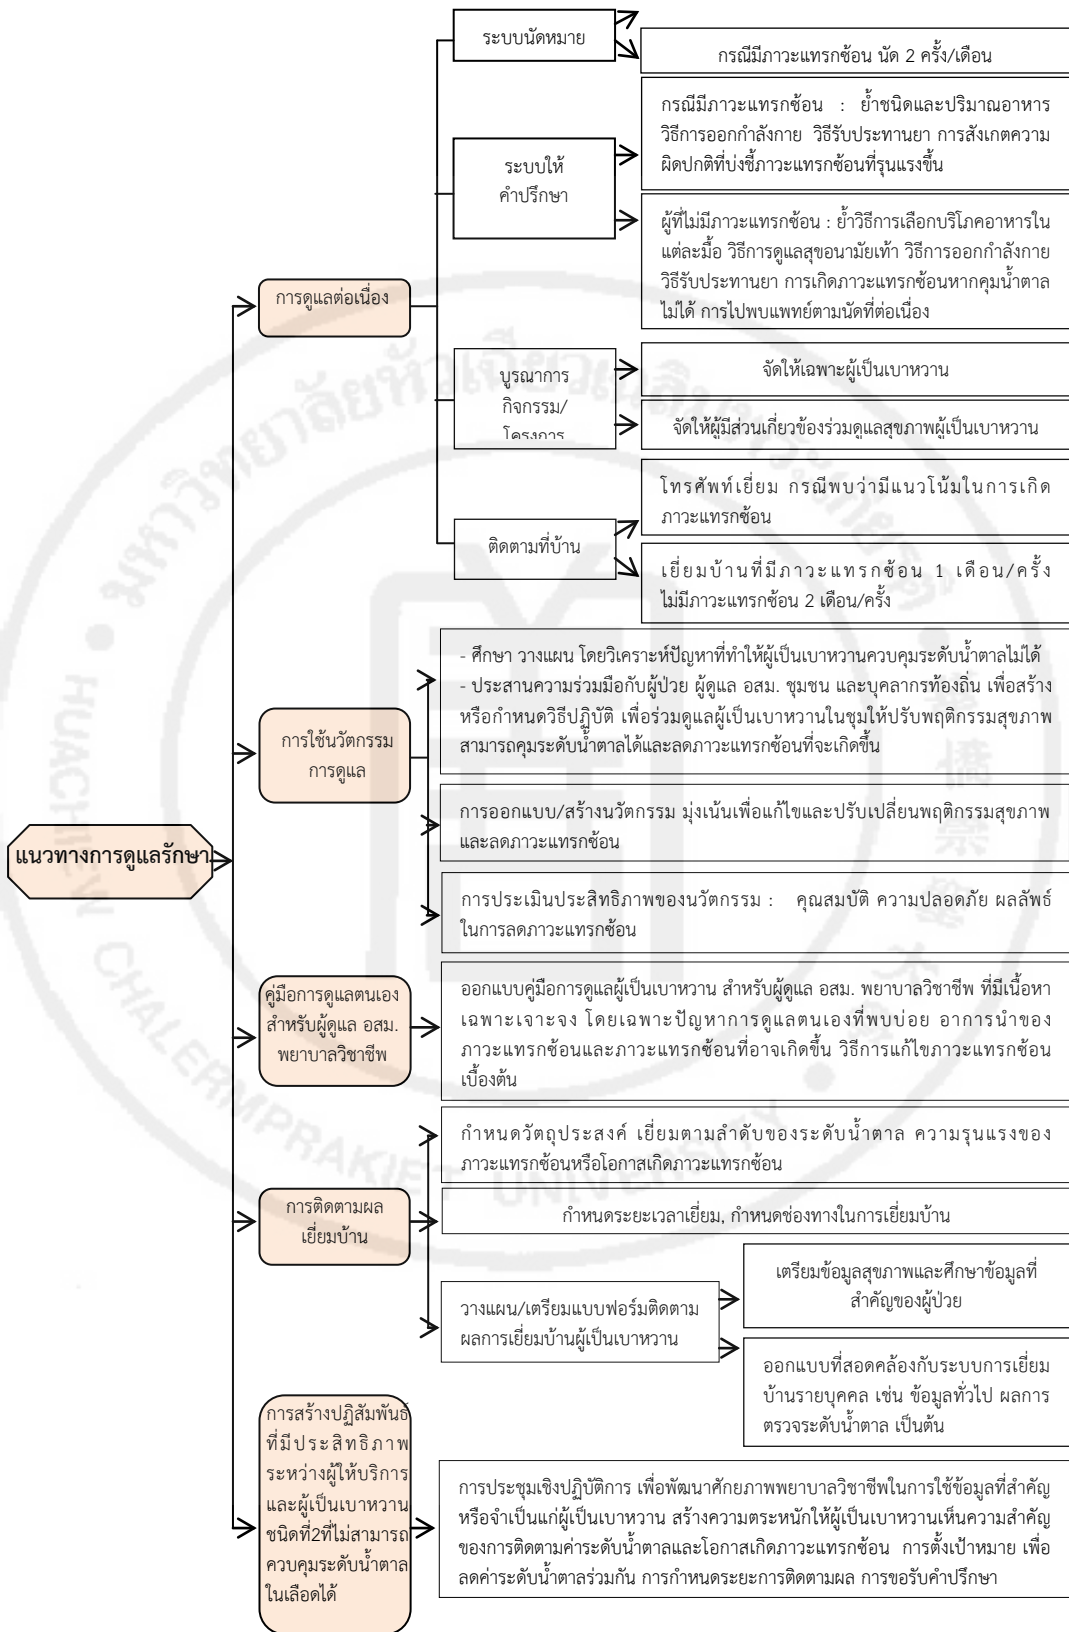 ระบบนัดหมาย
กรณีมีภาวะแทรกซ้อน นัด 2 ครั้ง/เดือน
ระบบให้
คำปรึกษา
กรณีมีภาวะแทรกซ้อน : ย้ำชนิดและปริมาณอาหาร
วิธีการออกกำลังกาย วิธีรับประทานยา การสังเกตความ
ผิดปกติที่บ่งชี้ภาวะแทรกซ้อนที่รุนแรงขึ้น
ผู้ที่ไม่มีภาวะแทรกซ้อน : ย้ำวิธีการเลือกบริโภคอาหารใน
แต่ละมื้อ วิธีการดูแลสุขอนามัยเท้า วิธีการออกกำลังกาย
วิธีรับประทานยา การเกิดภาวะแทรกซ้อนหากคุมน้ำตาล
ไม่ได้ การไปพบแพทย์ตามนัดที่ต่อเนื่อง
การดูแลต่อเนื่อง
บูรณาการ
กิจกรรม/
โครงการ
จัดให้เฉพาะผู้เป็นเบาหวาน
จัดให้ผู้มีส่วนเกี่ยวข้องร่วมดูแลสุขภาพผู้เป็นเบาหวาน
ติดตามที่บ้าน
โทรศัพท์เยี่ยม กรณีพบว่ามีแนวโน้มในการเกิด
ภาวะแทรกซ้อน
เยี่ยมบ้านที่มีภาวะแทรกซ้อน 1 เดือน/ครั้ง
ไม่มีภาวะแทรกซ้อน 2 เดือน/ครั้ง
แนวทางการดูแลรักษา
การใช้นวัตกรรม
การดูแล
- ศึกษา วางแผน โดยวิเคราะห์ปัญหาที่ทำให้ผู้เป็นเบาหวานควบคุมระดับน้ำตาลไม่ได้
- ประสานความร่วมมือกับผู้ป่วย ผู้ดูแล อสม. ชุมชน และบุคลากรท้องถิ่น เพื่อสร้าง
หรือกำหนดวิธีปฏิบัติ เพื่อร่วมดูแลผู้เป็นเบาหวานในชุมให้ปรับพฤติกรรมสุขภาพ
สามารถคุมระดับน้ำตาลได้และลดภาวะแทรกซ้อนที่จะเกิดขึ้น
การออกแบบ/สร้างนวัตกรรม มุ่งเน้นเพื่อแก้ไขและปรับเปลี่ยนพฤติกรรมสุขภาพ
และลดภาวะแทรกซ้อน
การประเมินประสิทธิภาพของนวัตกรรม : คุณสมบัติ ความปลอดภัย ผลลัพธ์
ในการลดภาวะแทรกซ้อน
คู่มือการดูแลตนเอง
สำหรับผู้ดูแล อสม.
พยาบาลวิชาชีพ
ออกแบบคู่มือการดูแลผู้เป็นเบาหวาน สำหรับผู้ดูแล อสม. พยาบาลวิชาชีพ ที่มีเนื้อหา
เฉพาะเจาะจง โดยเฉพาะปัญหาการดูแลตนเองที่พบบ่อย อาการนำของ
ภาวะแทรกซ้อนและภาวะแทรกซ้อนที่อาจเกิดขึ้น วิธีการแก้ไขภาวะแทรกซ้อน
เบื้องต้น
การติดตามผล
เยี่ยมบ้าน
กำหนดวัตถุประสงค์ เยี่ยมตามลำดับของระดับน้ำตาล ความรุนแรงของ
ภาวะแทรกซ้อนหรือโอกาสเกิดภาวะแทรกซ้อน
กำหนดระยะเวลาเยี่ยม, กำหนดช่องทางในการเยี่ยมบ้าน
วางแผน/เตรียมแบบฟอร์มติดตาม
ผลการเยี่ยมบ้านผู้เป็นเบาหวาน
เตรียมข้อมูลสุขภาพและศึกษาข้อมูลที่
สำคัญของผู้ป่วย
ออกแบบที่สอดคล้องกับระบบการเยี่ยม
บ้านรายบุคคล เช่น ข้อมูลทั่วไป ผลการ
ตรวจระดับน้ำตาล เป็นต้น
การสร้างปฏิสัมพันธ์
ที่มีประสิทธิภาพ
ระหว่างผู้ให้บริการ
และผู้เป็นเบาหวาน
ชนิดที่2ที่ไม่สามารถ
ควบคุมระดับน้ำตาล
ในเลือดได้
การประชุมเชิงปฏิบัติการ เพื่อพัฒนาศักยภาพพยาบาลวิชาชีพในการใช้ข้อมูลที่สำคัญ
หรือจำเป็นแก่ผู้เป็นเบาหวาน สร้างความตระหนักให้ผู้เป็นเบาหวานเห็นความสำคัญ
ของการติดตามค่าระดับน้ำตาลและโอกาสเกิดภาวะแทรกซ้อน การตั้งเป้าหมาย เพื่อ
ลดค่าระดับน้ำตาลร่วมกัน การกำหนดระยะการติดตามผล การขอรับคำปรึกษา
มหาวิทยาลัยหัวเฉียวเฉลิมพระเกียรติ
HUACHIEW CHALERMPRAKIET UNIVERSITY